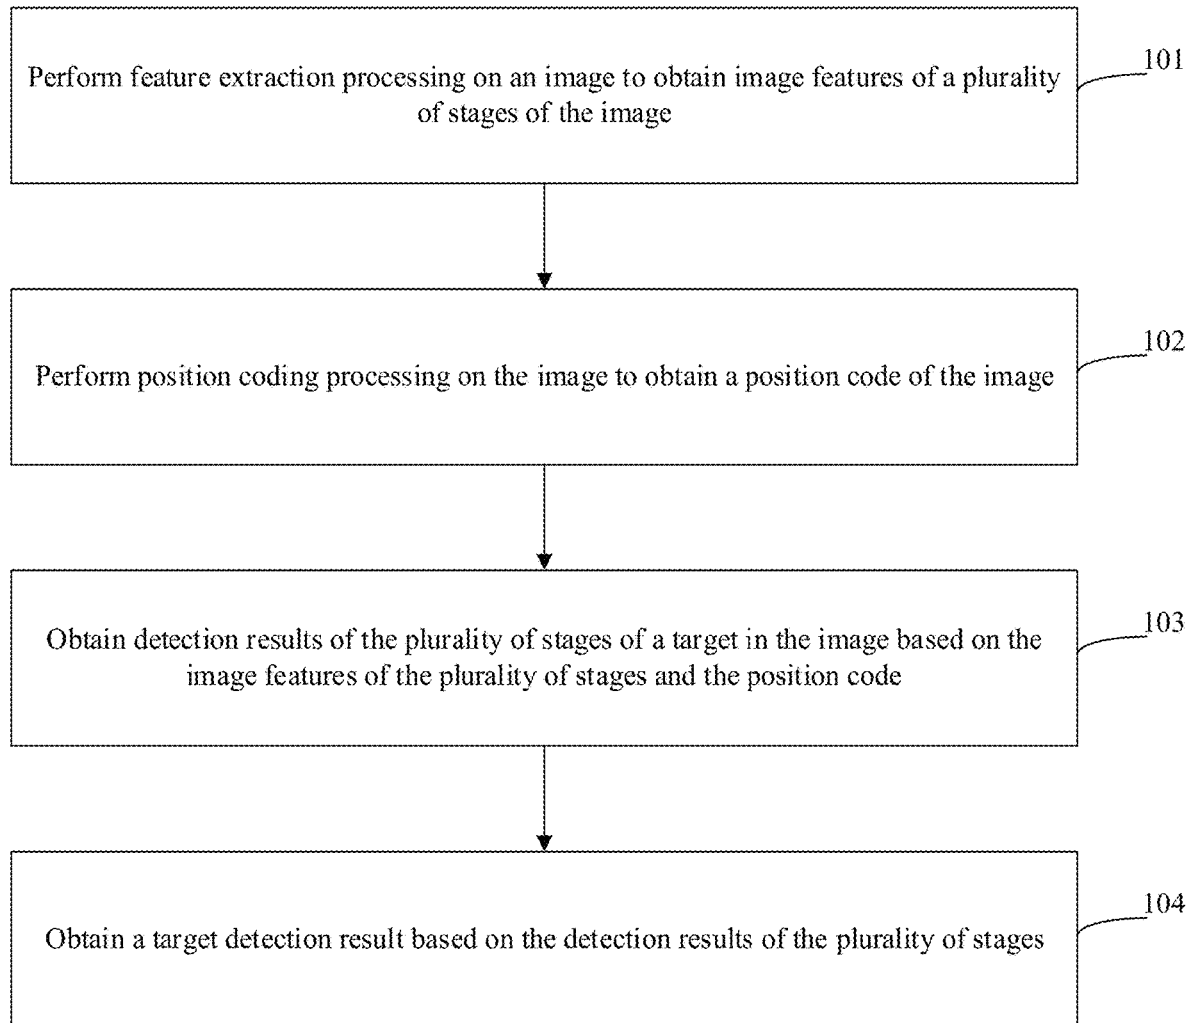 Perform feature extraction processing on an image to obtain image features of a plurality
of stages of the image
101
Perform position coding processing on the image to obtain a position code of the image
102
Obtain detection results of the plurality of stages of a target in the image based on the
image features of the plurality of stages and the position code
103
Obtain a target detection result based on the detection results of the plurality of stages
104